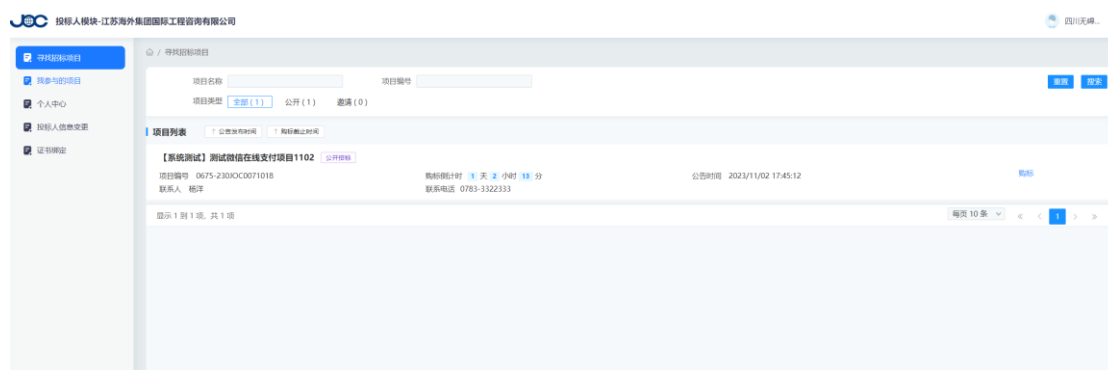 JOC 投标人模块-江苏海外集团国际工程咨询有限公司
四川无嶂...
寻找招标项目
我参与的项目
个人中心
投标人信息变更
证书绑定
/ 寻找招标项目
项目名称 项目编号 重置 搜索
项目类型 全部 ( 1 ) 公开 ( 1 ) 邀请 ( 0 )
项目列表 ↑ 公告发布时间 ↑ 购标截止时间
【系统测试】测试微信在线支付项目1102 公开招标
项目编号 0675-230JOC0071018 购标倒计时 1 天 2 小时 13 分 公告时间 2023/11/02 17:45:12 购标
联系人 杨洋 联系电话 0783-3322333
显示 1 到 1 项, 共 1 项 每页 10 条 « < 1 > »